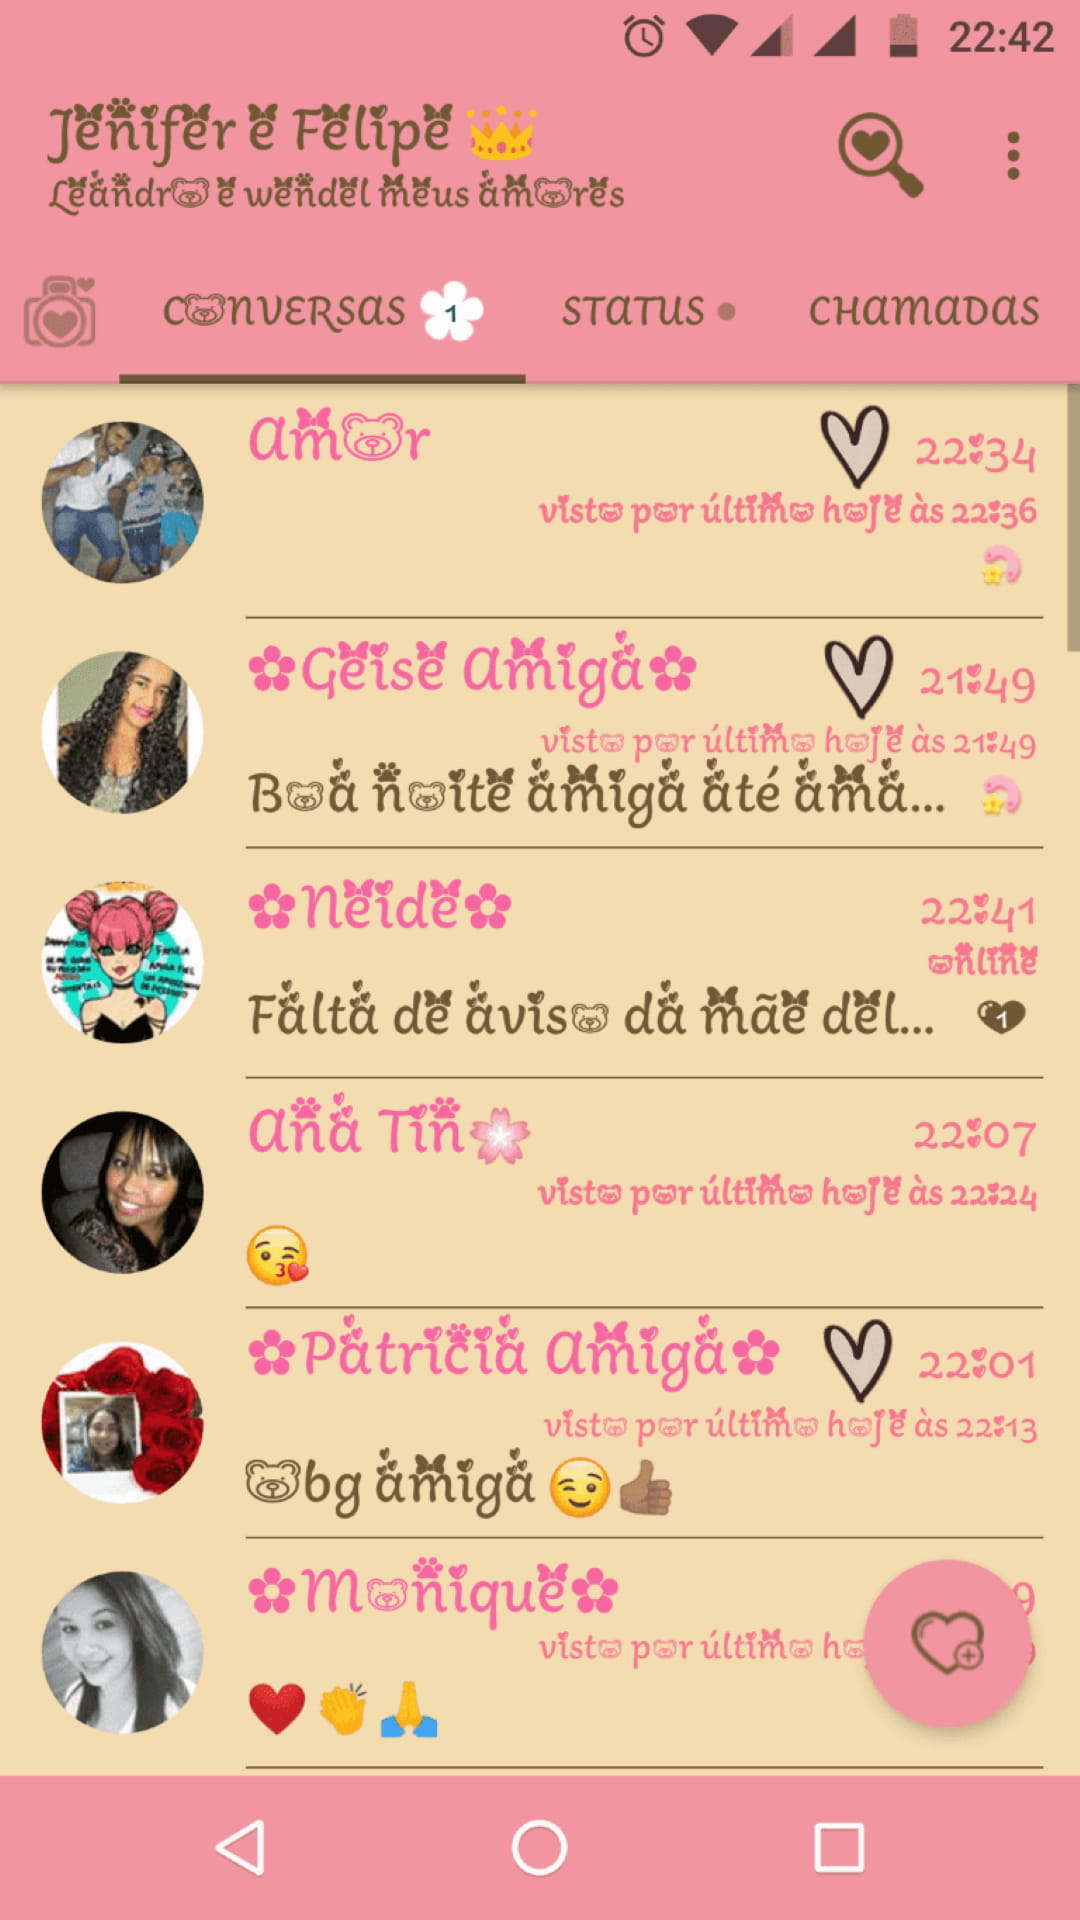 22:42
Jenifer e Felipe 👑
Leandro e wendel meus amores
CONVERSAS 1 STATUS CHAMADAS
Amor 22:34
visto por último hoje às 22:36
✿Geise Amiga✿ 21:49
visto por último hoje às 21:49
Boa noite amiga até ama...
✿Neide✿ 22:41
online
Falta de aviso da mãe del... 1
Ana Tin🌸 22:07
visto por último hoje às 22:24
😘
✿Patricia Amiga✿ 22:01
visto por último hoje às 22:13
Obg amiga 😉👍🏽
✿Monique✿
visto por último
❤️👏🙏